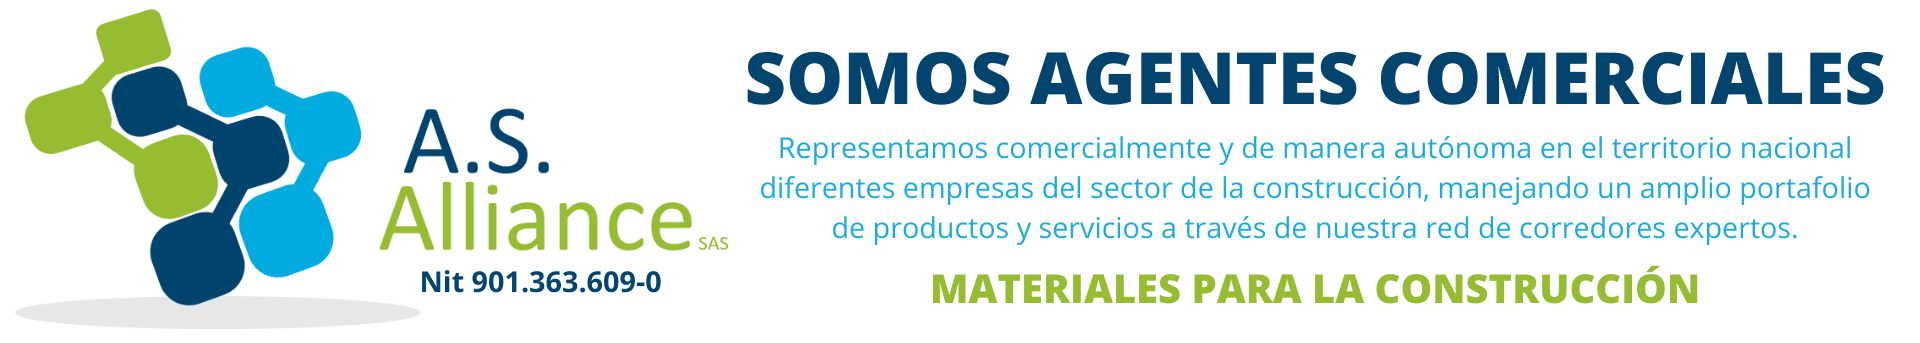 A.S.
Alliance SAS
Nit 901.363.609-0
SOMOS AGENTES COMERCIALES
Representamos comercialmente y de manera autónoma en el territorio nacional
diferentes empresas del sector de la construcción, manejando un amplio portafolio
de productos y servicios a través de nuestra red de corredores expertos.
MATERIALES PARA LA CONSTRUCCIÓN